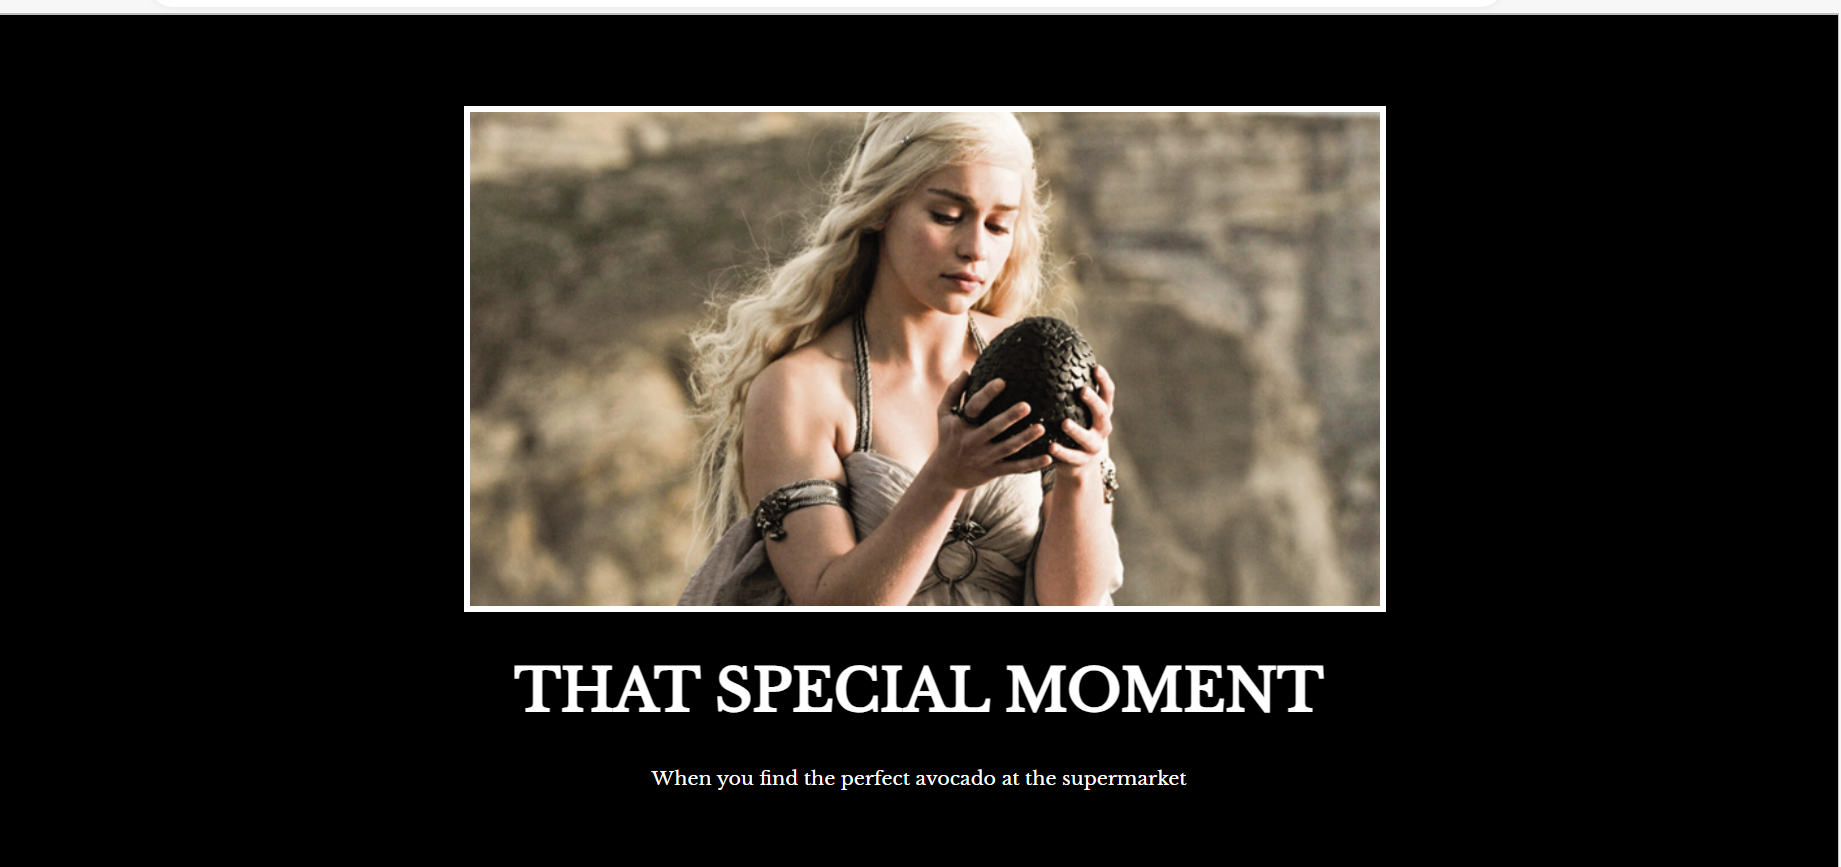 THAT SPECIAL MOMENT
When you find the perfect avocado at the supermarket